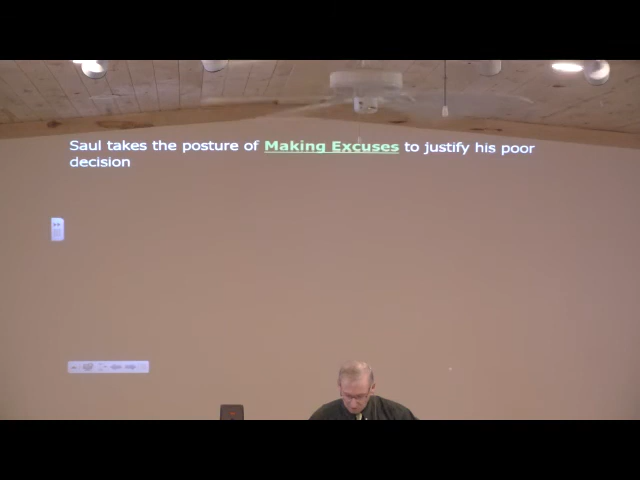 Saul takes the posture of Making Excuses to justify his poor
decision